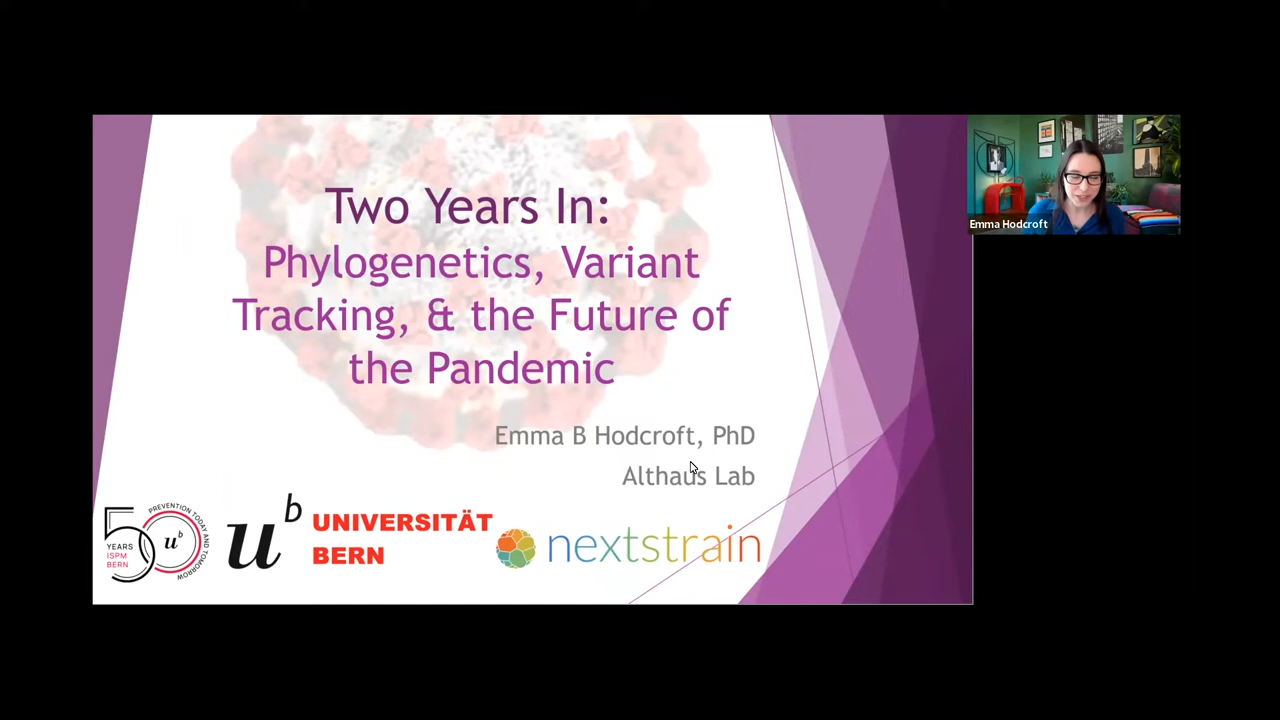 Two Years In:
Phylogenetics, Variant
Tracking, & the Future of
the Pandemic
Emma B Hodcroft, PhD
Althaus Lab
50
YEARS
ISPM
BERN
PREVENTION TODAY AND TOMORROW
u^b
u^b
UNIVERSITÄT
BERN
nextstrain
Emma Hodcroft